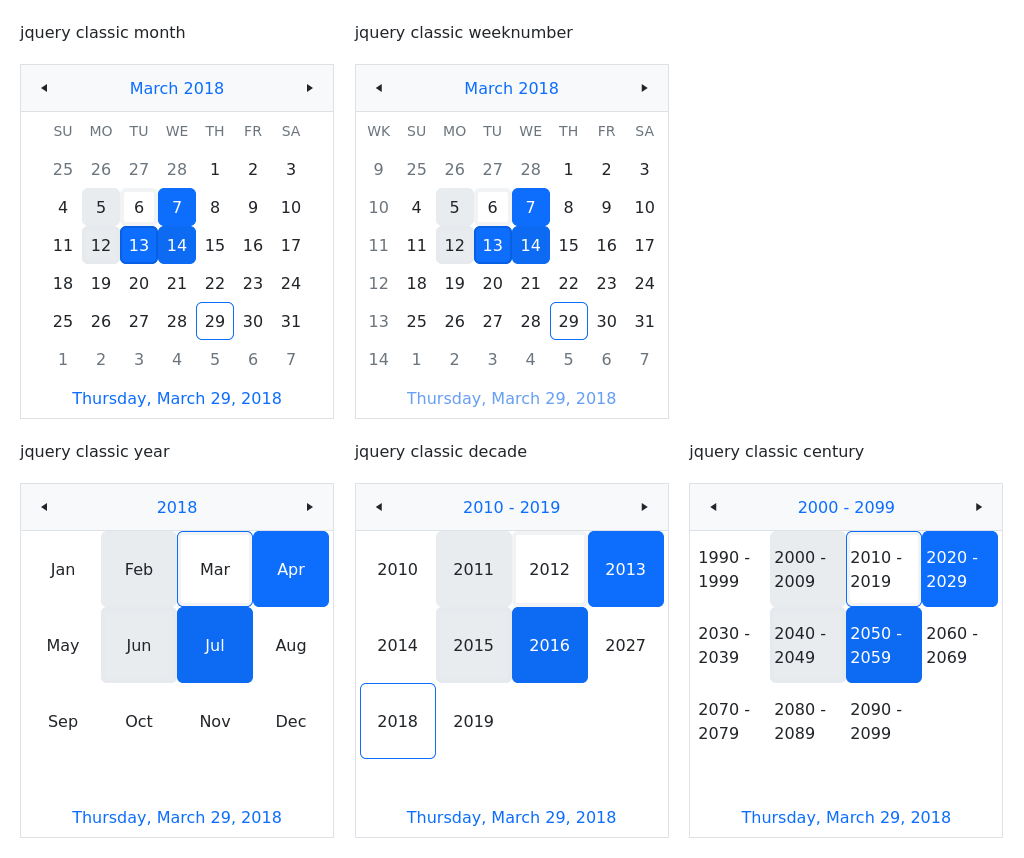 jquery classic month
March 2018
SU MO TU WE TH FR SA
25 26 27 28 1 2 3
4 5 6 7 8 9 10
11 12 13 14 15 16 17
18 19 20 21 22 23 24
25 26 27 28 29 30 31
1 2 3 4 5 6 7
Thursday, March 29, 2018
jquery classic weeknumber
March 2018
WK SU MO TU WE TH FR SA
9 25 26 27 28 1 2 3
10 4 5 6 7 8 9 10
11 11 12 13 14 15 16 17
12 18 19 20 21 22 23 24
13 25 26 27 28 29 30 31
14 1 2 3 4 5 6 7
Thursday, March 29, 2018
jquery classic year
2018
Jan Feb Mar Apr
May Jun Jul Aug
Sep Oct Nov Dec
Thursday, March 29, 2018
jquery classic decade
2010 - 2019
2010 2011 2012 2013
2014 2015 2016 2027
2018 2019
Thursday, March 29, 2018
jquery classic century
2000 - 2099
1990 - 2000 - 2010 - 2020 -
1999 2009 2019 2029
2030 - 2040 - 2050 - 2060 -
2039 2049 2059 2069
2070 - 2080 - 2090 -
2079 2089 2099
Thursday, March 29, 2018